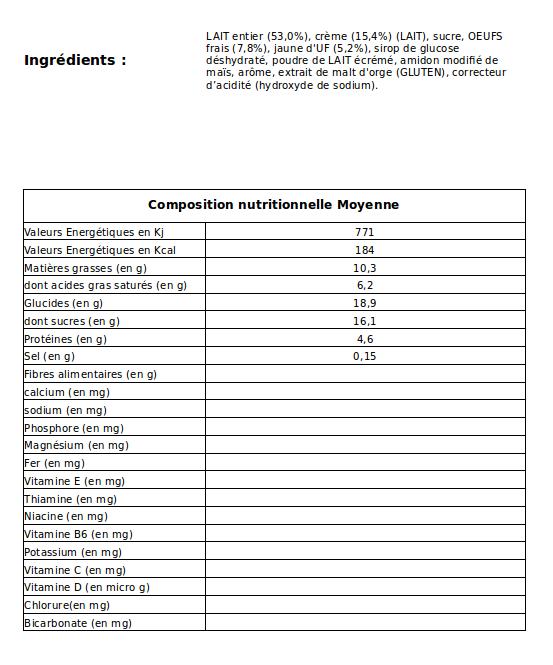 Ingrédients :
LAIT entier (53,0%), crème (15,4%) (LAIT), sucre, OEUFS
frais (7,8%), jaune d'UF (5,2%), sirop de glucose
déshydraté, poudre de LAIT écrémé, amidon modifié de
maïs, arôme, extrait de malt d'orge (GLUTEN), correcteur
d'acidité (hydroxyde de sodium).
Composition nutritionnelle Moyenne
Valeurs Energétiques en Kj 771
Valeurs Energétiques en Kcal 184
Matières grasses (en g) 10,3
dont acides gras saturés (en g) 6,2
Glucides (en g) 18,9
dont sucres (en g) 16,1
Protéines (en g) 4,6
Sel (en g) 0,15
Fibres alimentaires (en g)
calcium (en mg)
sodium (en mg)
Phosphore (en mg)
Magnésium (en mg)
Fer (en mg)
Vitamine E (en mg)
Thiamine (en mg)
Niacine (en mg)
Vitamine B6 (en mg)
Potassium (en mg)
Vitamine C (en mg)
Vitamine D (en micro g)
Chlorure(en mg)
Bicarbonate (en mg)